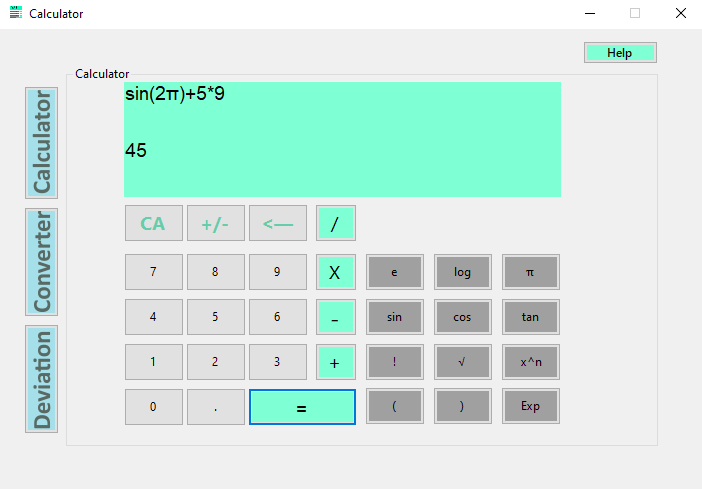 Calculator
Help
Calculator
sin(2π)+5*9
45
Calculator
Converter
Deviation
CA +/- <— /
7 8 9 X e log π
4 5 6 - sin cos tan
1 2 3 + ! √ x^n
0 . = ( ) Exp